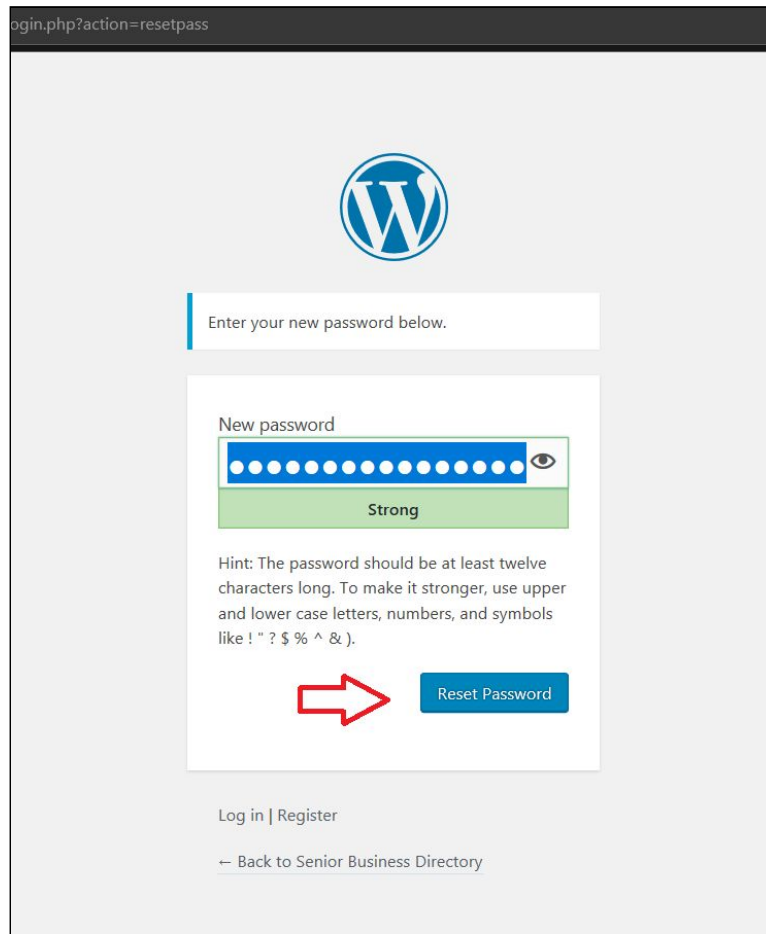 ogin.php?action=resetpass
Enter your new password below.
New password
Strong
Hint: The password should be at least twelve
characters long. To make it stronger, use upper
and lower case letters, numbers, and symbols
like ! " ? $ % ^ & ).
Reset Password
Log in | Register
← Back to Senior Business Directory